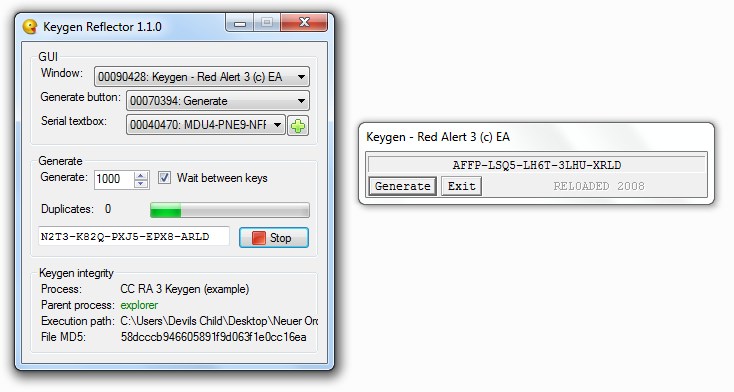 Keygen Reflector 1.1.0
GUI
Window: 00090428: Keygen - Red Alert 3 (c) EA
Generate button: 00070394: Generate
Serial textbox: 00040470: MDU4-PNE9-NFF
Generate
Generate: 1000 Wait between keys
Duplicates: 0
N2T3-K82Q-PXJ5-EPX8-ARLD Stop
Keygen integrity
Process: CC RA 3 Keygen (example)
Parent process: explorer
Execution path: C:\Users\Devils Child\Desktop\Neuer Ord
File MD5: 58dcccb946605891f9d063f1e0cc16ea
Keygen - Red Alert 3 (c) EA
AFFP-LSQ5-LH6T-3LHU-XRLD
Generate Exit RELOADED 2008